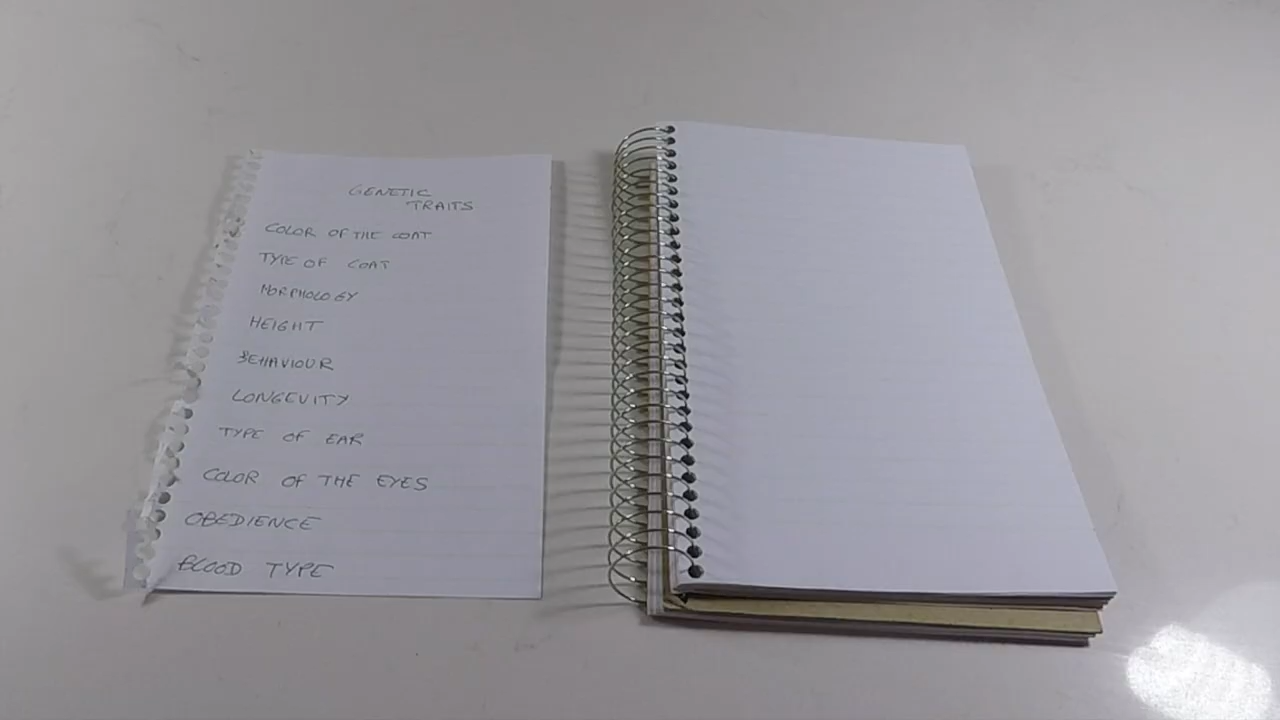 GENETIC
TRAITS
COLOR OF THE COAT
TYPE OF COAT
MORPHOLOGY
HEIGHT
BEHAVIOUR
LONGEVITY
TYPE OF EAR
COLOR OF THE EYES
OBEDIENCE
BLOOD TYPE